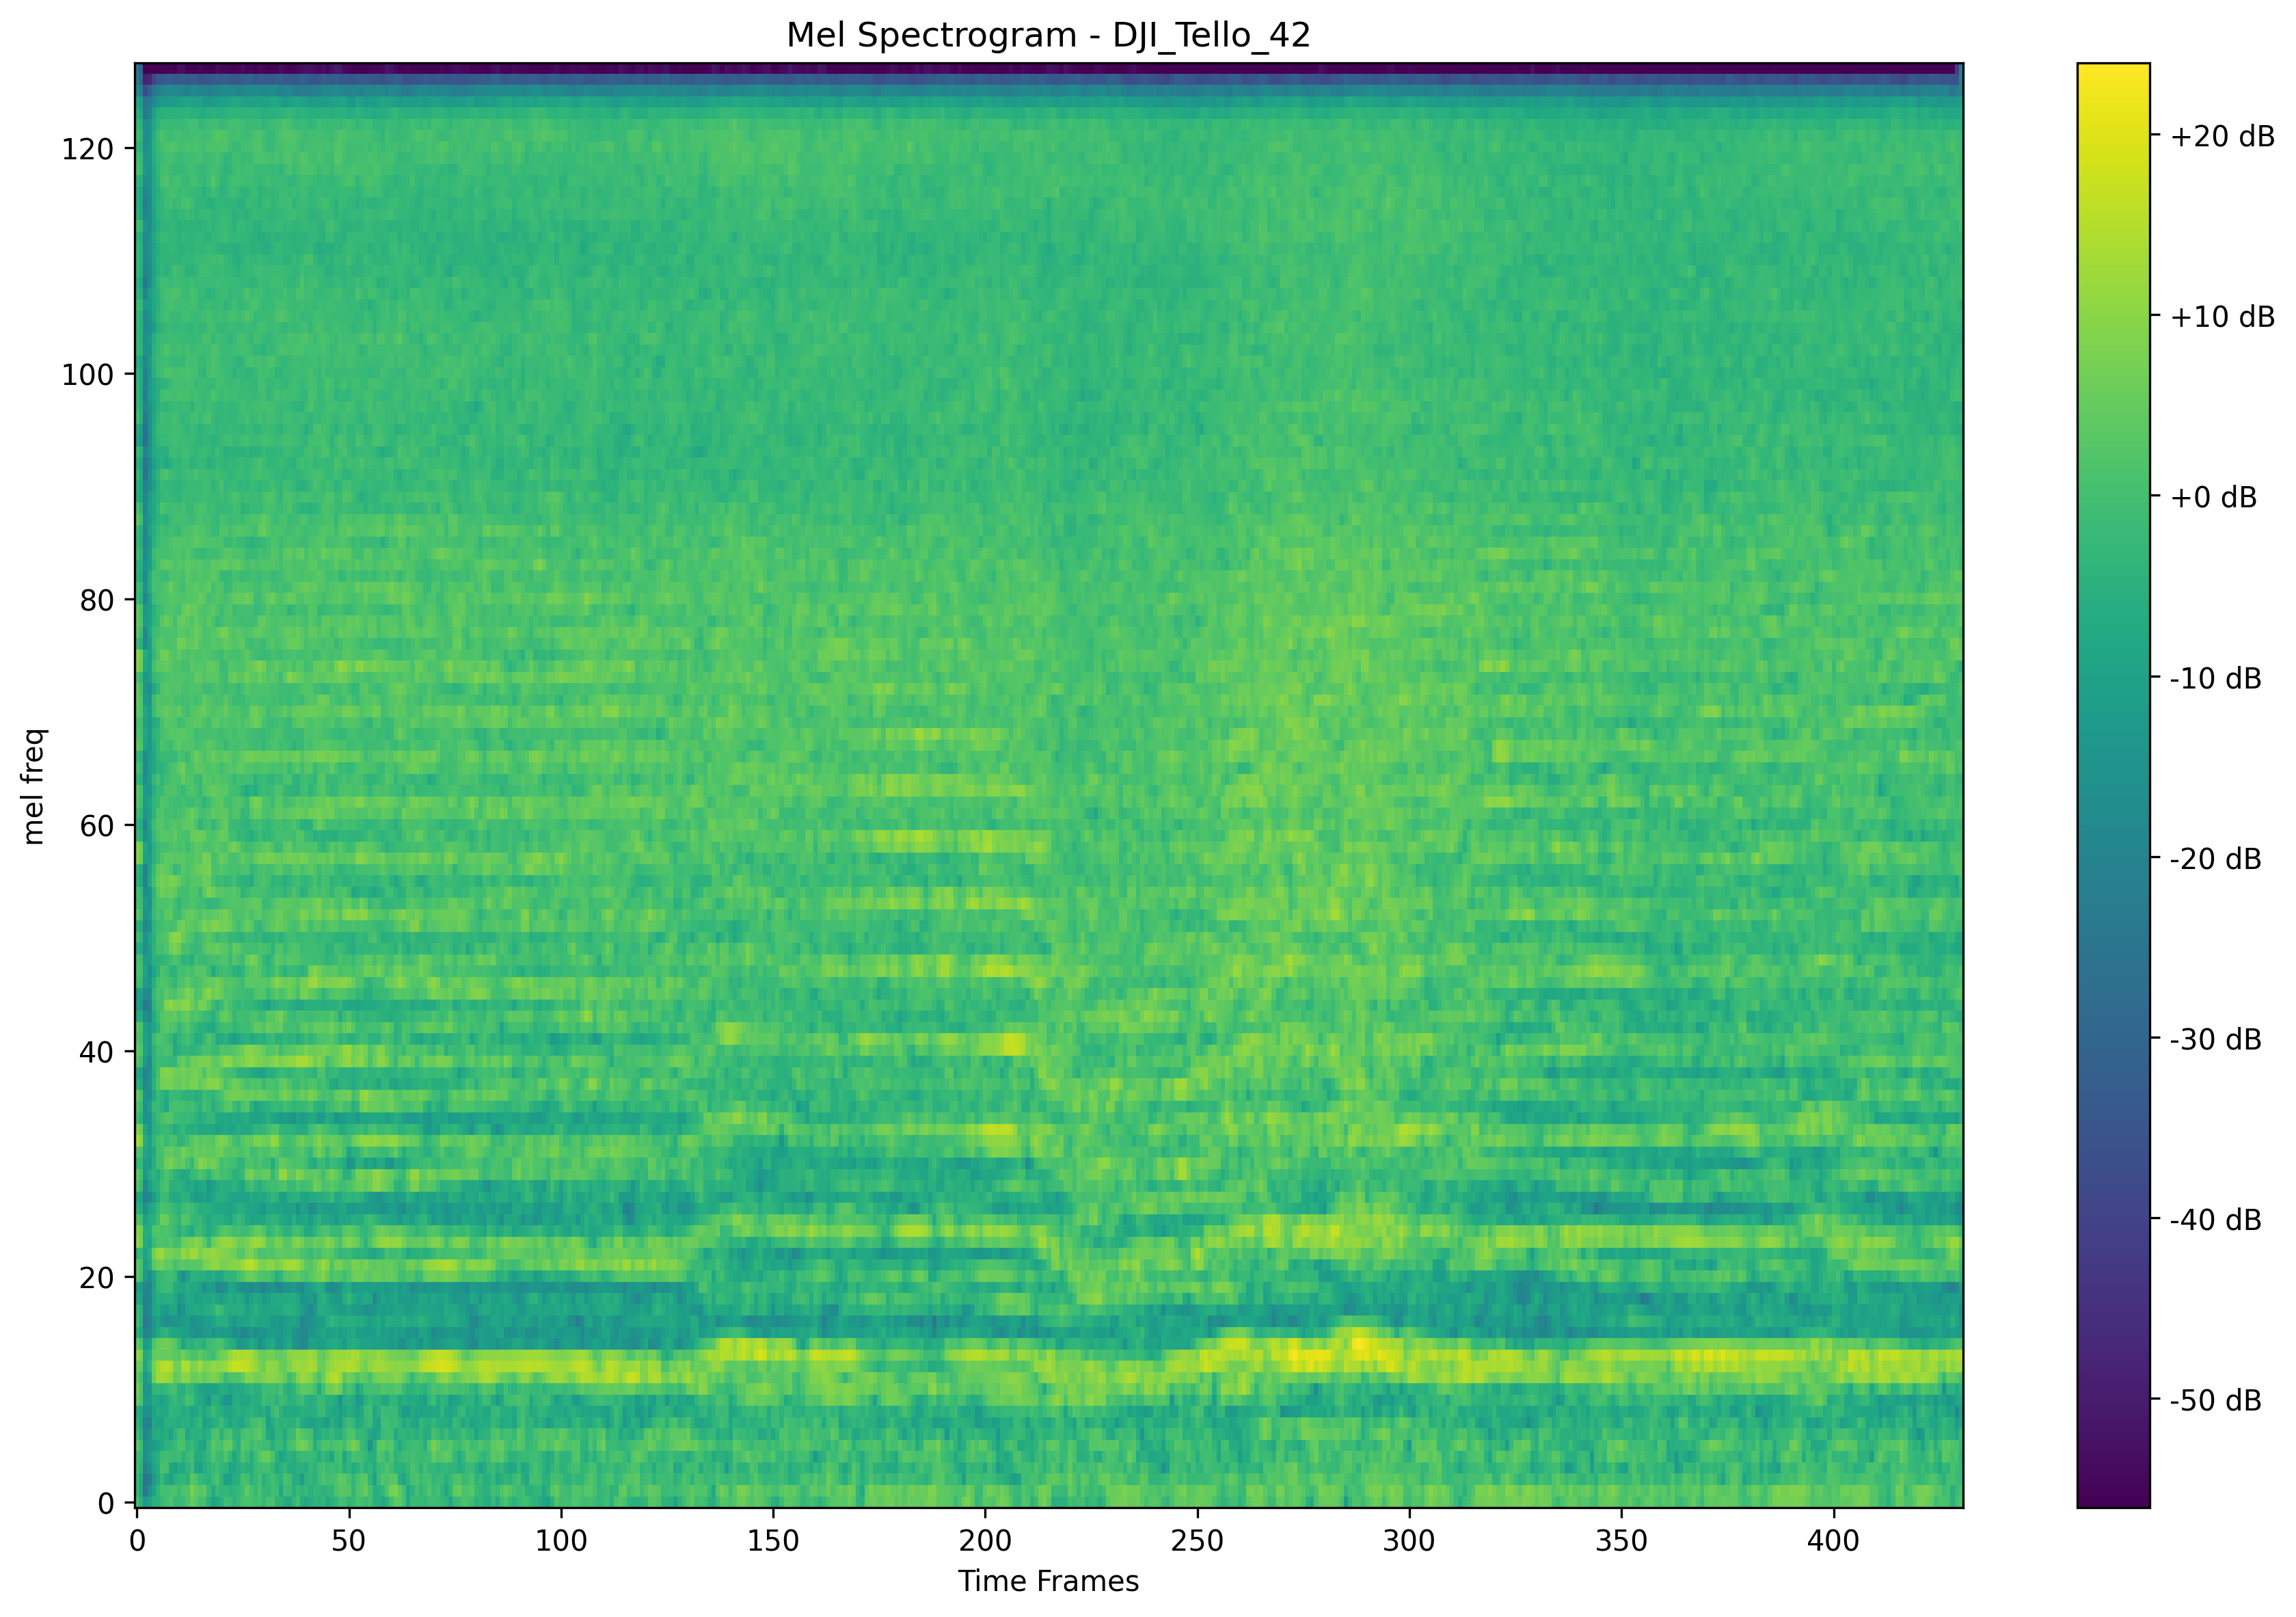 Mel Spectrogram - DJI_Tello_42
mel freq
120
100
80
60
40
20
0
0 50 100 150 200 250 300 350 400
Time Frames
+20 dB
+10 dB
+0 dB
-10 dB
-20 dB
-30 dB
-40 dB
-50 dB